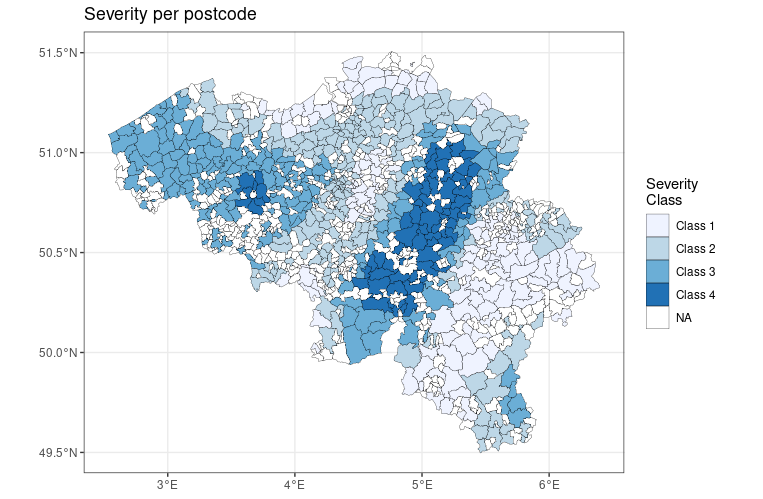 Severity per postcode
51.5°N
51.0°N
50.5°N
50.0°N
49.5°N
3°E
4°E
5°E
6°E
Severity
Class
Class 1
Class 2
Class 3
Class 4
NA